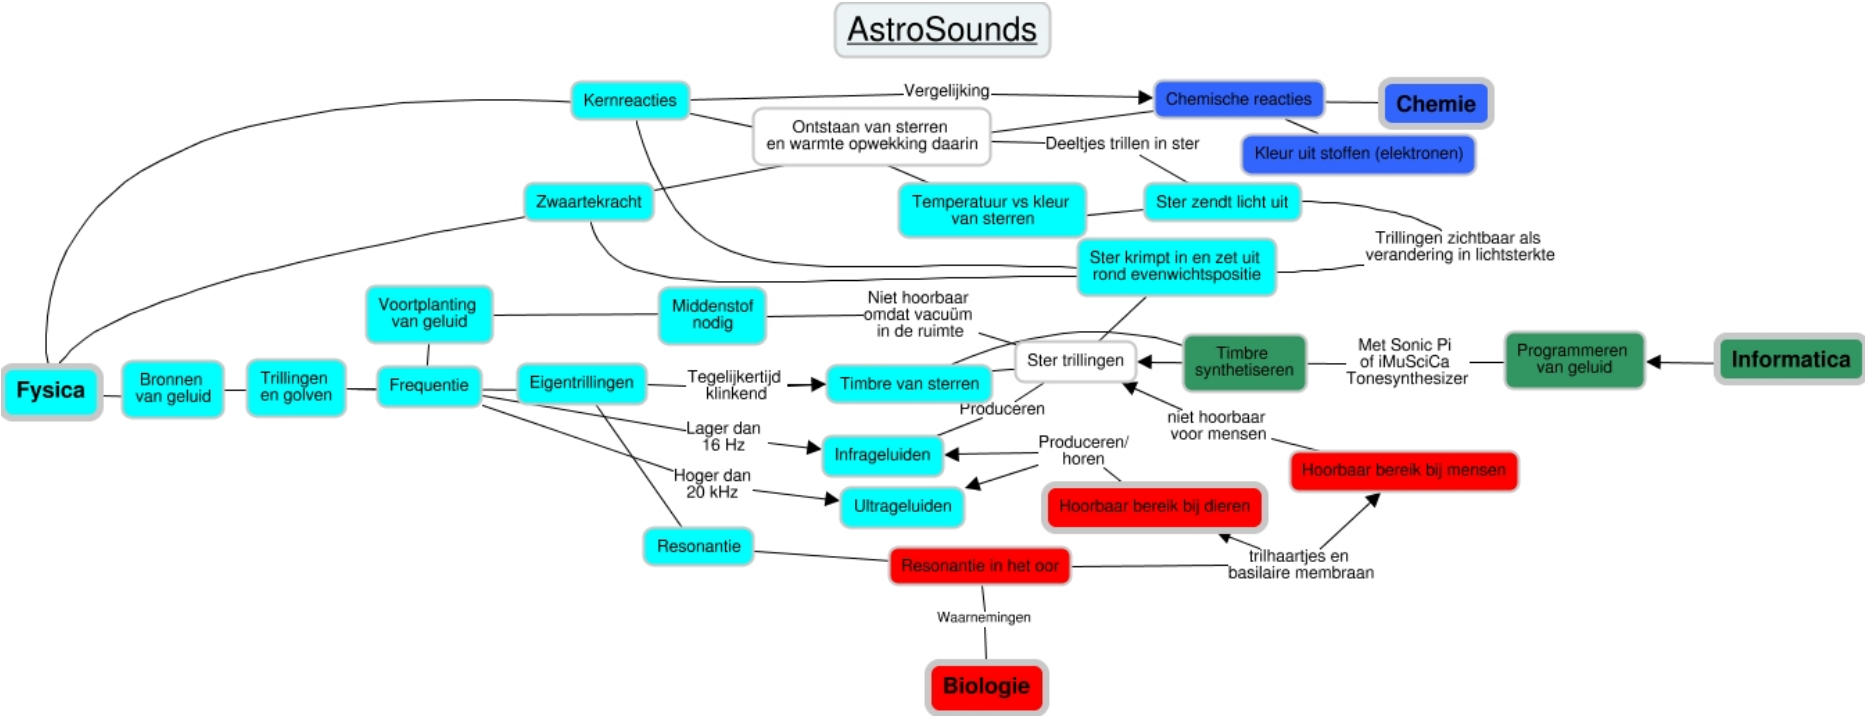 AstroSounds
Kernreacties
Vergelijking
Chemische reacties
Chemie
Ontstaan van sterren
en warmte opwekking daarin
Deeltjes trillen in ster
Kleur uit stoffen (elektronen)
Zwaartekracht
Temperatuur vs kleur
van sterren
Ster zendt licht uit
Trillingen zichtbaar als
verandering in lichtsterkte
Ster krimpt in en zet uit
rond evenwichtspositie
Voortplanting
van geluid
Middenstof
nodig
Niet hoorbaar
omdat vacuüm
in de ruimte
Ster trillingen
Timbre
synthetiseren
Met Sonic Pi
of iMuSciCa
Tonesynthesizer
Programmeren
van geluid
Informatica
Fysica
Bronnen
van geluid
Trillingen
en golven
Frequentie
Eigentrillingen
Tegelijkertijd
klinkend
Timbre van sterren
Produceren
Lager dan
16 Hz
Infrageluiden
Produceren/
horen
niet hoorbaar
voor mensen
Hoorbaar bereik bij mensen
Hoger dan
20 kHz
Ultrageluiden
Hoorbaar bereik bij dieren
Resonantie
Resonantie in het oor
trilhaartjes en
basilaire membraan
Waarnemingen
Biologie